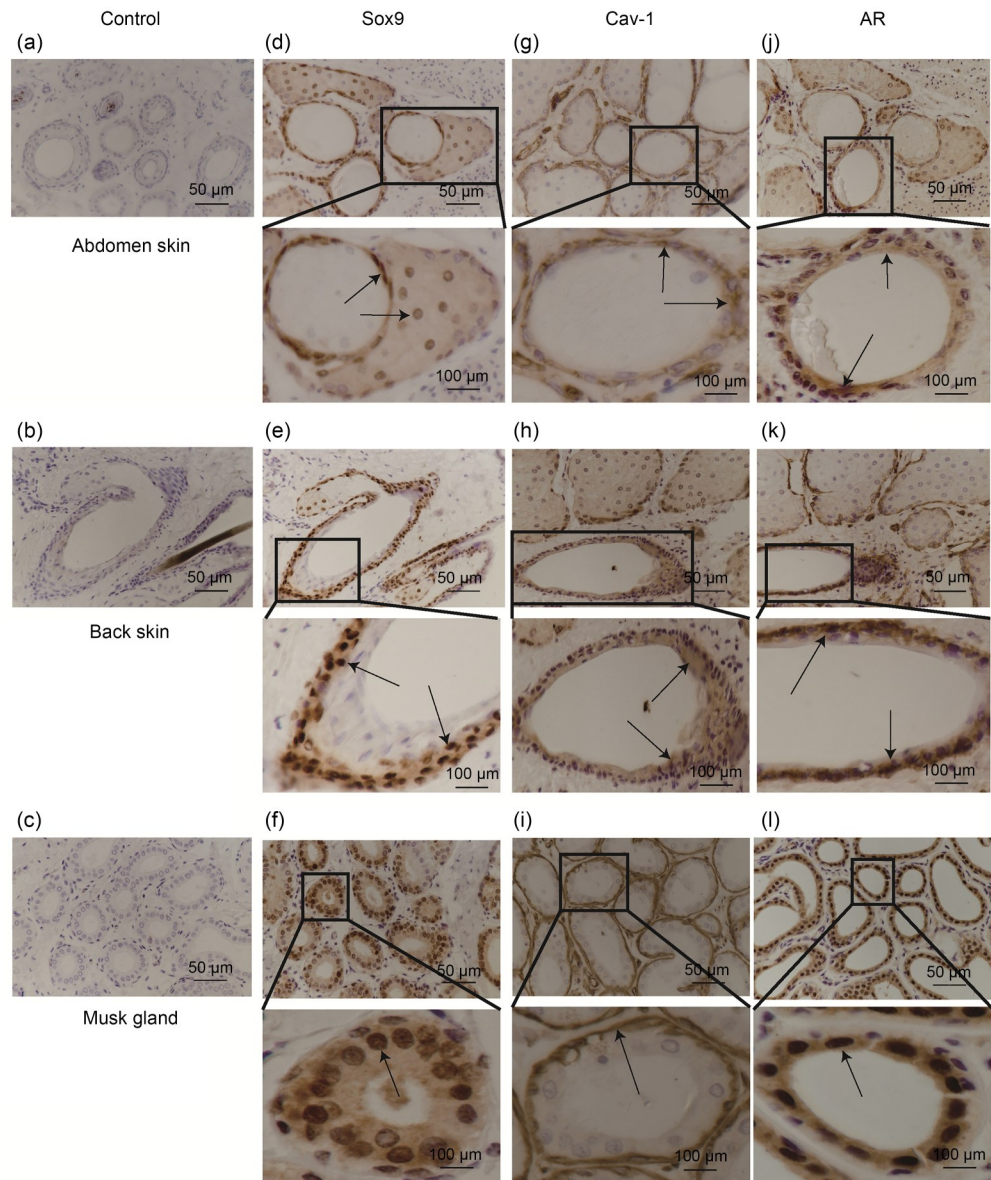 Control Sox9 Cav-1 AR
(a) (d) (g) (j)
50 µm 50 µm 50 µm 50 µm
Abdomen skin
100 µm 100 µm 100 µm
(b) (e) (h) (k)
50 µm 50 µm 50 µm 50 µm
Back skin
100 µm 100 µm 100 µm
(c) (f) (i) (l)
50 µm 50 µm 50 µm 50 µm
Musk gland
100 µm 100 µm 100 µm